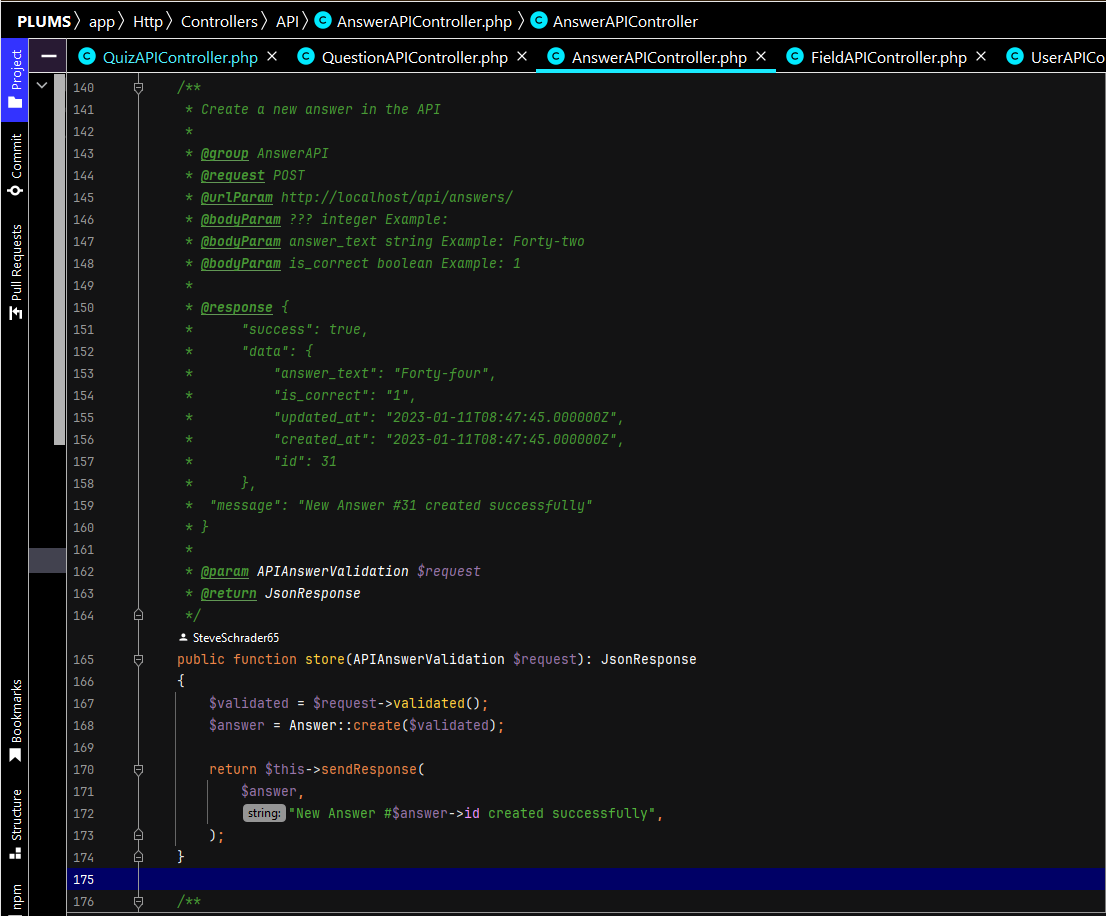 PLUMS 〉 app 〉 Http 〉 Controllers 〉 API 〉 C AnswerAPIController.php 〉 C AnswerAPIController
C QuizAPIController.php × C QuestionAPIController.php × C AnswerAPIController.php × C FieldAPIController.php × C UserAPICo
Project
Commit
Pull Requests
Bookmarks
Structure
npm
140 /**
141 * Create a new answer in the API
142 *
143 * @group AnswerAPI
144 * @request POST
145 * @urlParam http://localhost/api/answers/
146 * @bodyParam ??? integer Example:
147 * @bodyParam answer_text string Example: Forty-two
148 * @bodyParam is_correct boolean Example: 1
149 *
150 * @response {
151 *      "success": true,
152 *      "data": {
153 *          "answer_text": "Forty-four",
154 *          "is_correct": "1",
155 *          "updated_at": "2023-01-11T08:47:45.000000Z",
156 *          "created_at": "2023-01-11T08:47:45.000000Z",
157 *          "id": 31
158 *      },
159 *  "message": "New Answer #31 created successfully"
160 * }
161 *
162 * @param APIAnswerValidation $request
163 * @return JsonResponse
164 */
SteveSchrader65
165 public function store(APIAnswerValidation $request): JsonResponse
166 {
167     $validated = $request->validated();
168     $answer = Answer::create($validated);
169
170     return $this->sendResponse(
171         $answer,
172         string: "New Answer #$answer->id created successfully",
173     );
174 }
175
176 /**